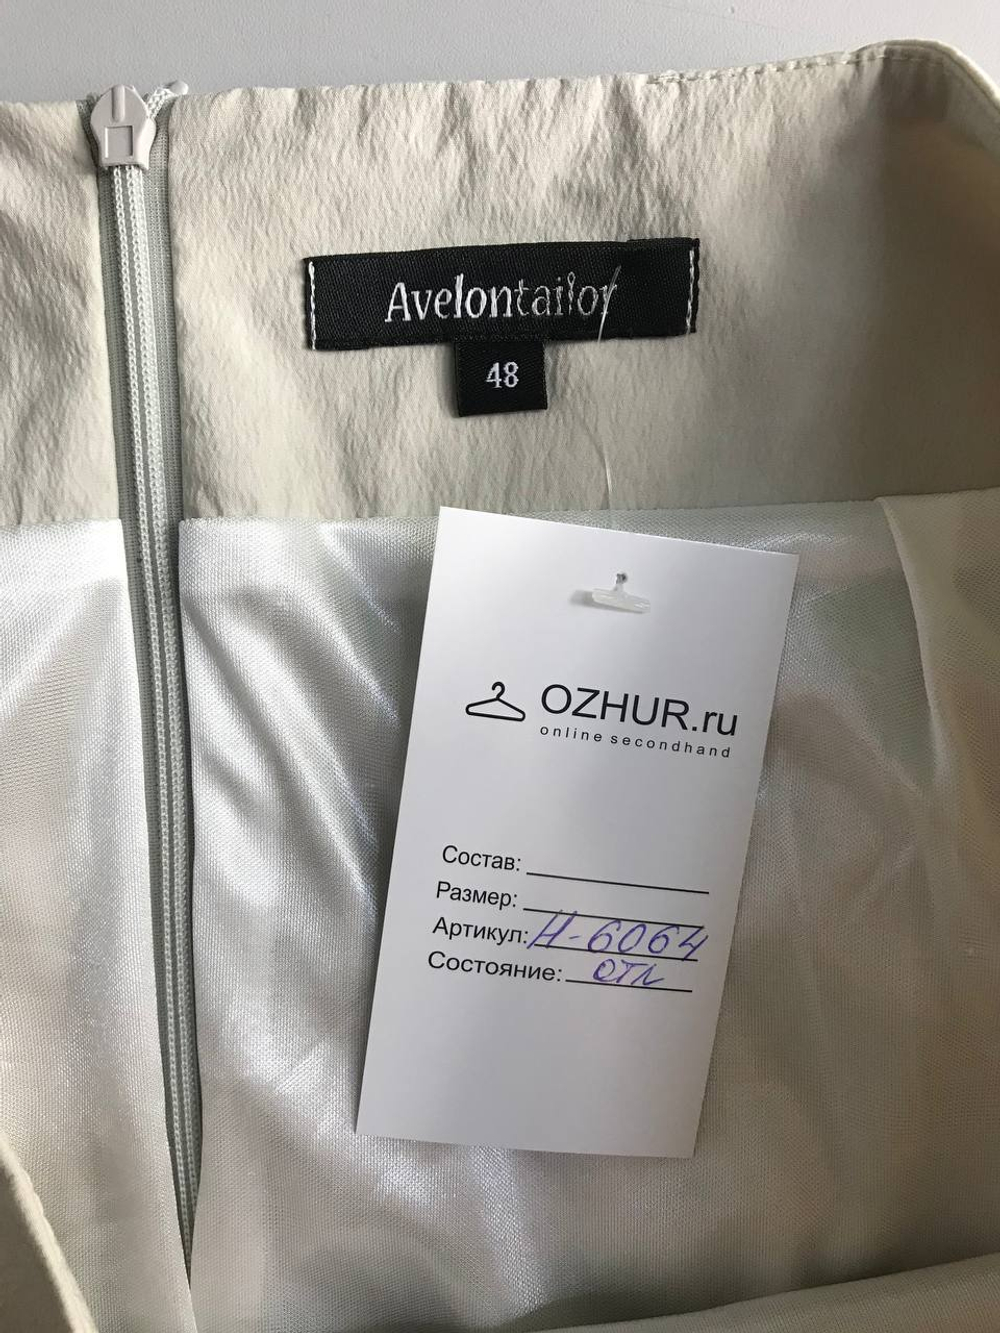 Avelontailor
48
OZHUR.ru
online secondhand
Состав:
Размер:
Артикул: Н-6064
Состояние: отл